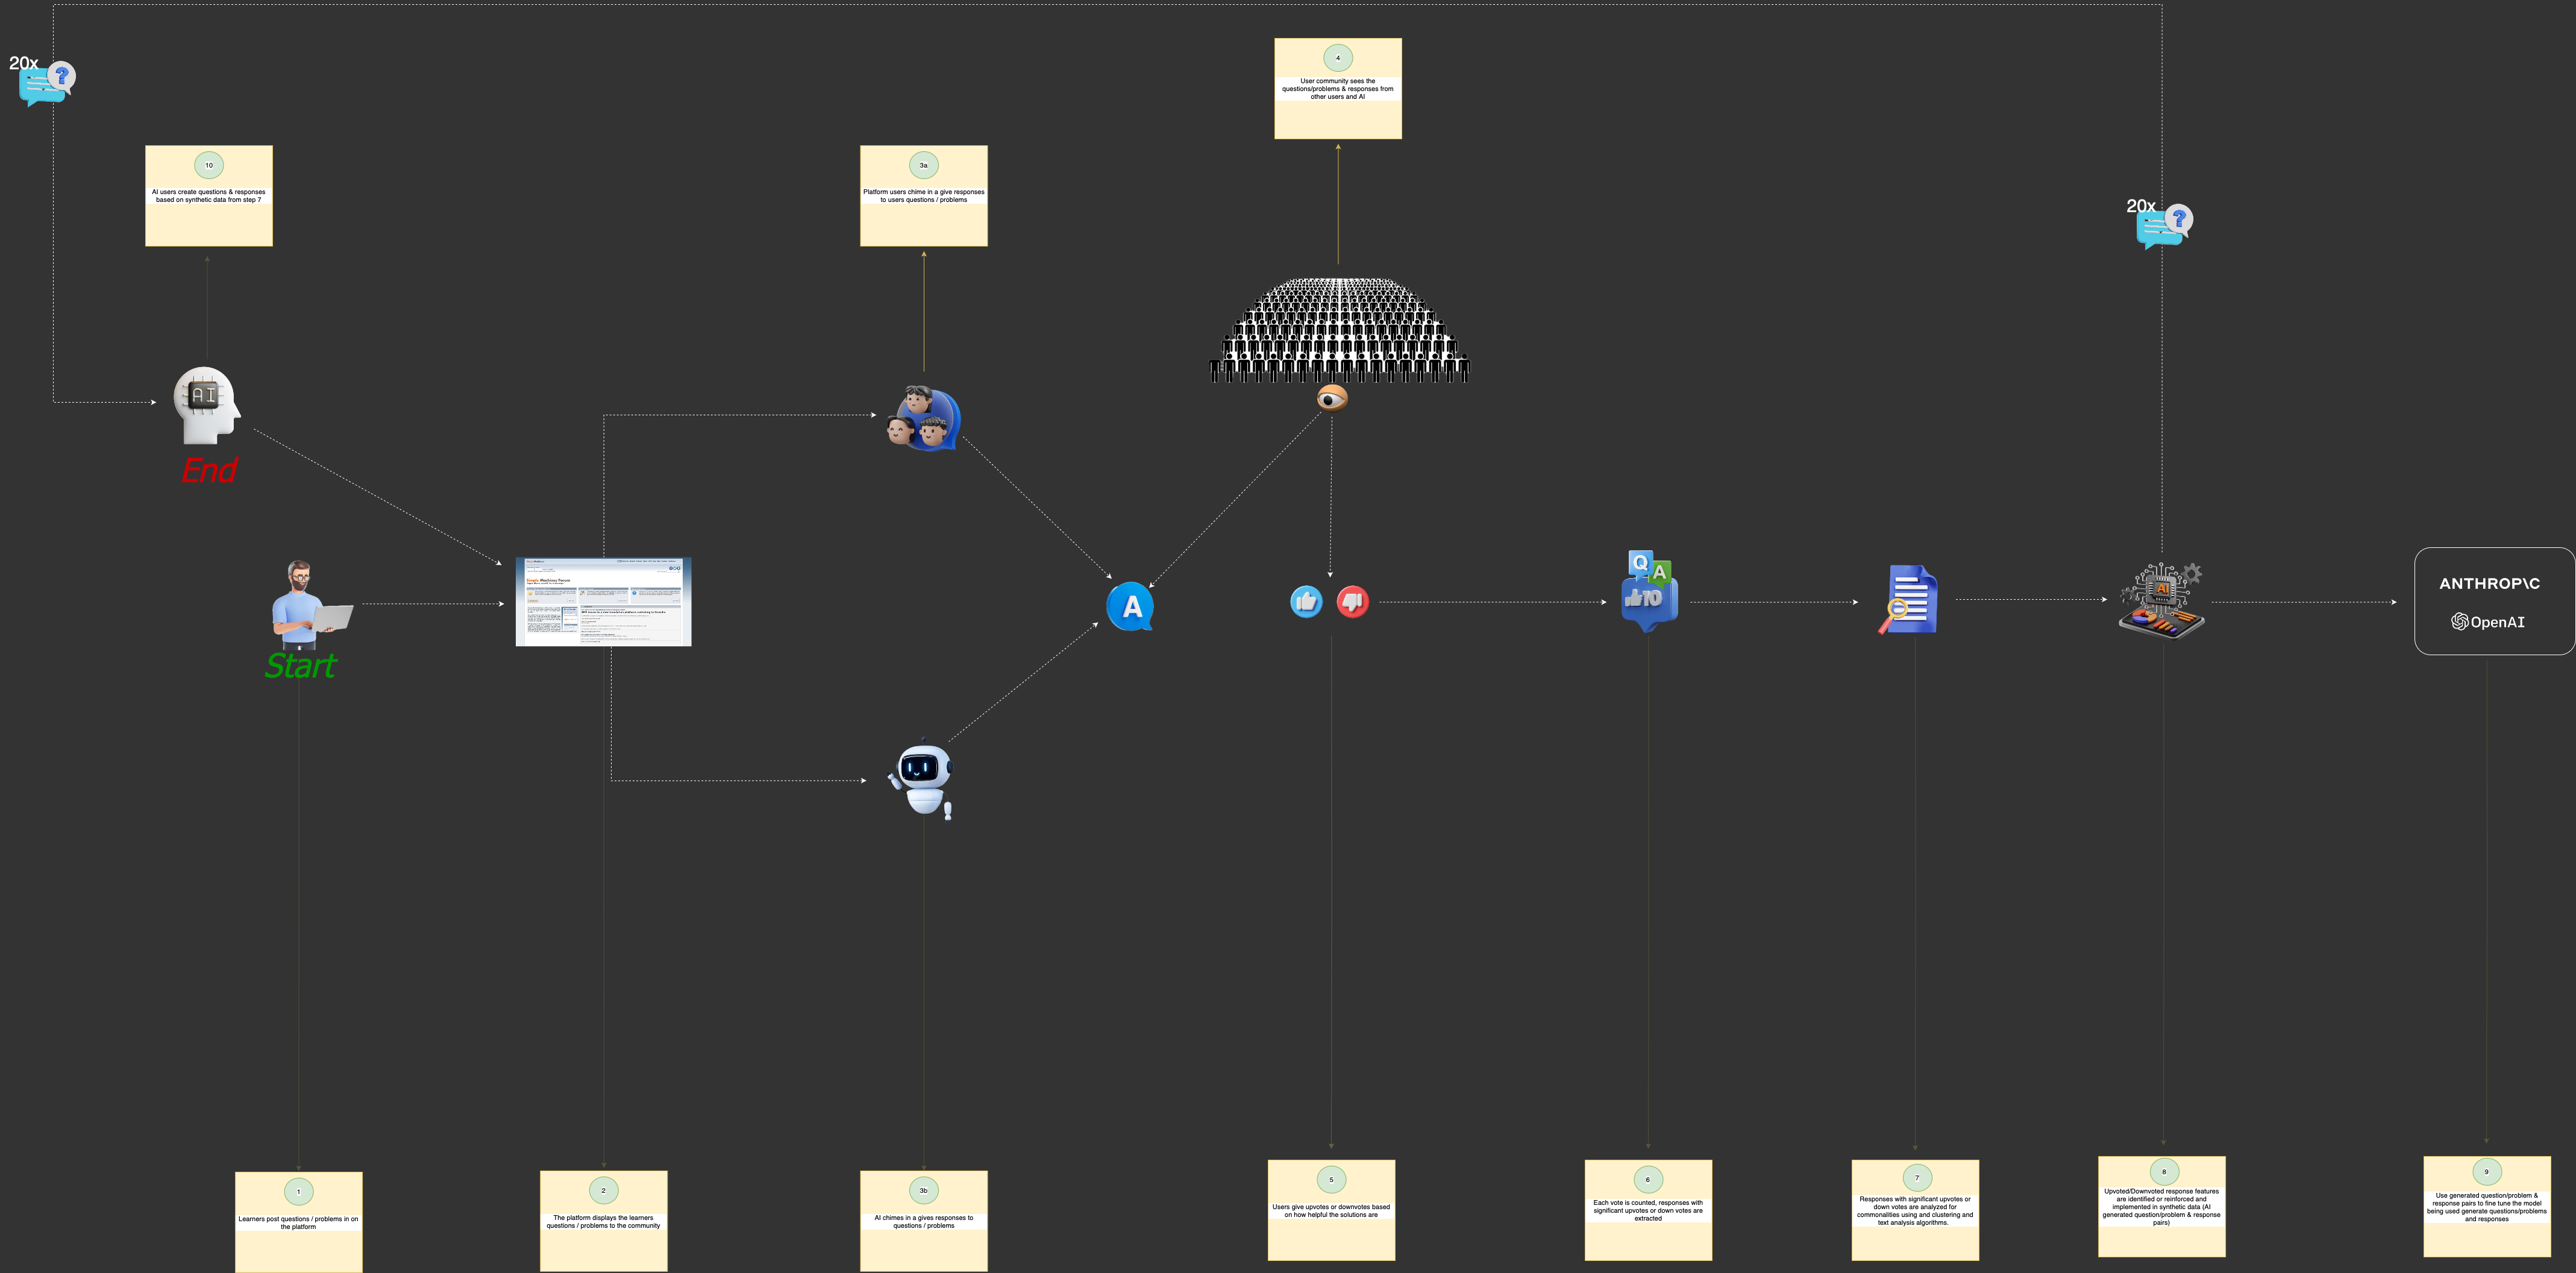 20x
4
User community sees the
questions/problems & responses from
other users and AI
10
AI users create questions & responses
based on synthetic data from step 7
3a
Platform users chime in a give responses
to users questions / problems
20x
AI
End
Start
Simple Machines Forum
A
Q
A
10
AI
ANTHROP\C
OpenAI
1
Learners post questions / problems in on
the platform
2
The platform displays the learners
questions / problems to the community
3b
AI chimes in a gives responses to
questions / problems
5
Users give upvotes or downvotes based
on how helpful the solutions are
6
Each vote is counted, responses with
significant upvotes or down votes are
extracted
7
Responses with significant upvotes or
down votes are analyzed for
commonalities using and clustering and
text analysis algorithms.
8
Upvoted/Downvoted response features
are identified or reinforced and
implemented in synthetic data (AI
generated question/problem & response
pairs)
9
Use generated question/problem &
response pairs to fine tune the model
being used generate questions/problems
and responses